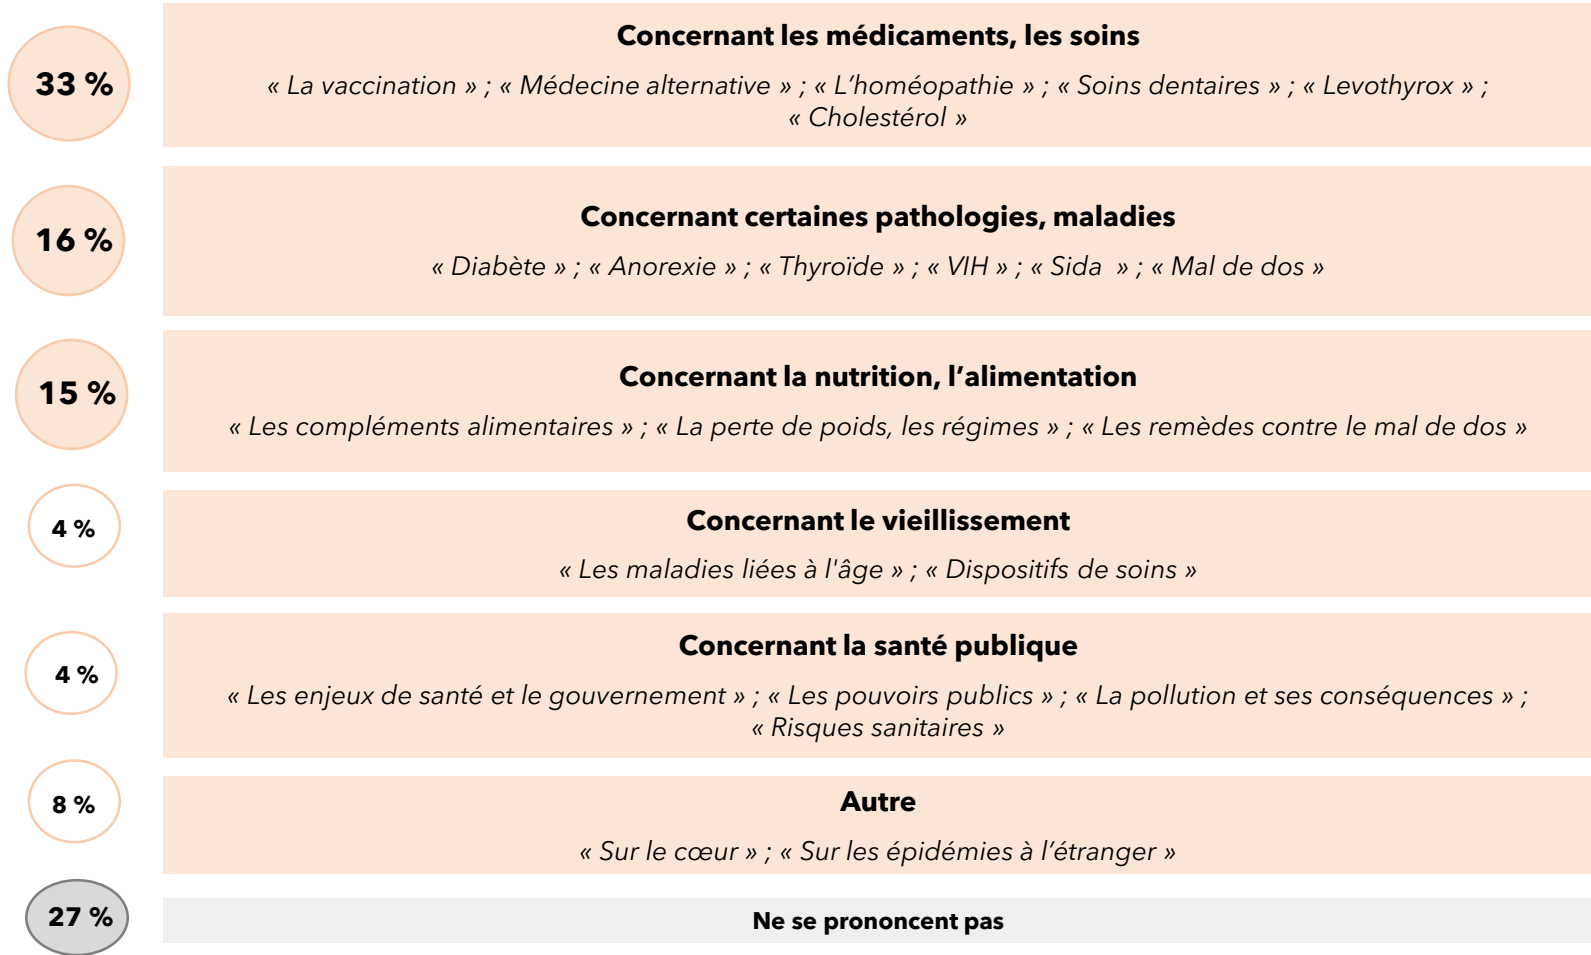 Concernant les médicaments, les soins
33 %
« La vaccination » ; « Médecine alternative » ; « L’homéopathie » ; « Soins dentaires » ; « Levothyrox » ;
« Cholestérol »
Concernant certaines pathologies, maladies
16 %
« Diabète » ; « Anorexie » ; « Thyroïde » ; « VIH » ; « Sida  » ; « Mal de dos »
Concernant la nutrition, l’alimentation
15 %
« Les compléments alimentaires » ; « La perte de poids, les régimes » ; « Les remèdes contre le mal de dos »
Concernant le vieillissement
4 %
« Les maladies liées à l'âge » ; « Dispositifs de soins »
Concernant la santé publique
4 %
« Les enjeux de santé et le gouvernement » ; « Les pouvoirs publics » ; « La pollution et ses conséquences » ;
« Risques sanitaires »
Autre
8 %
« Sur le cœur » ; « Sur les épidémies à l’étranger »
27 %
Ne se prononcent pas